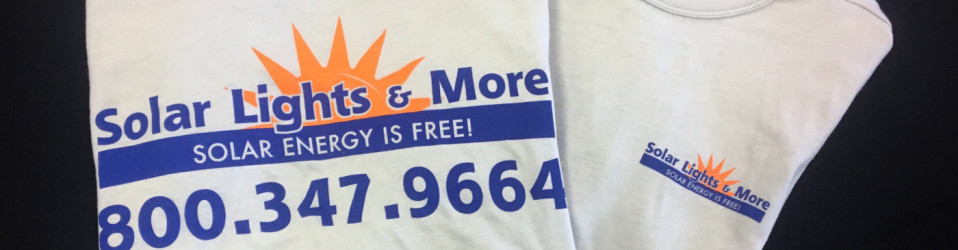 Solar Lights & More
SOLAR ENERGY IS FREE!
800.347.9664
Solar Lights & More
SOLAR ENERGY IS FREE!